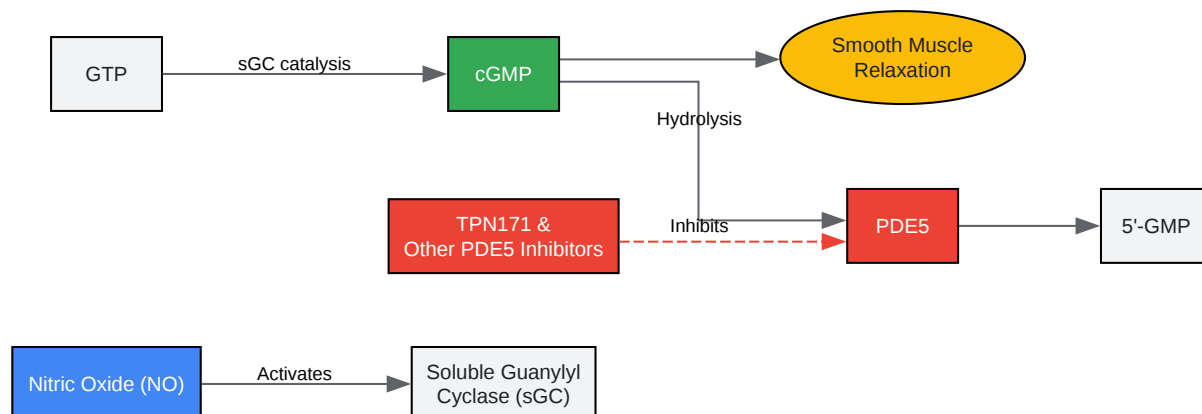 GTP
sGC catalysis
cGMP
Smooth Muscle
Relaxation
Hydrolysis
TPN171 &
Other PDE5 Inhibitors
Inhibits
PDE5
5'-GMP
Nitric Oxide (NO)
Activates
Soluble Guanylyl
Cyclase (sGC)